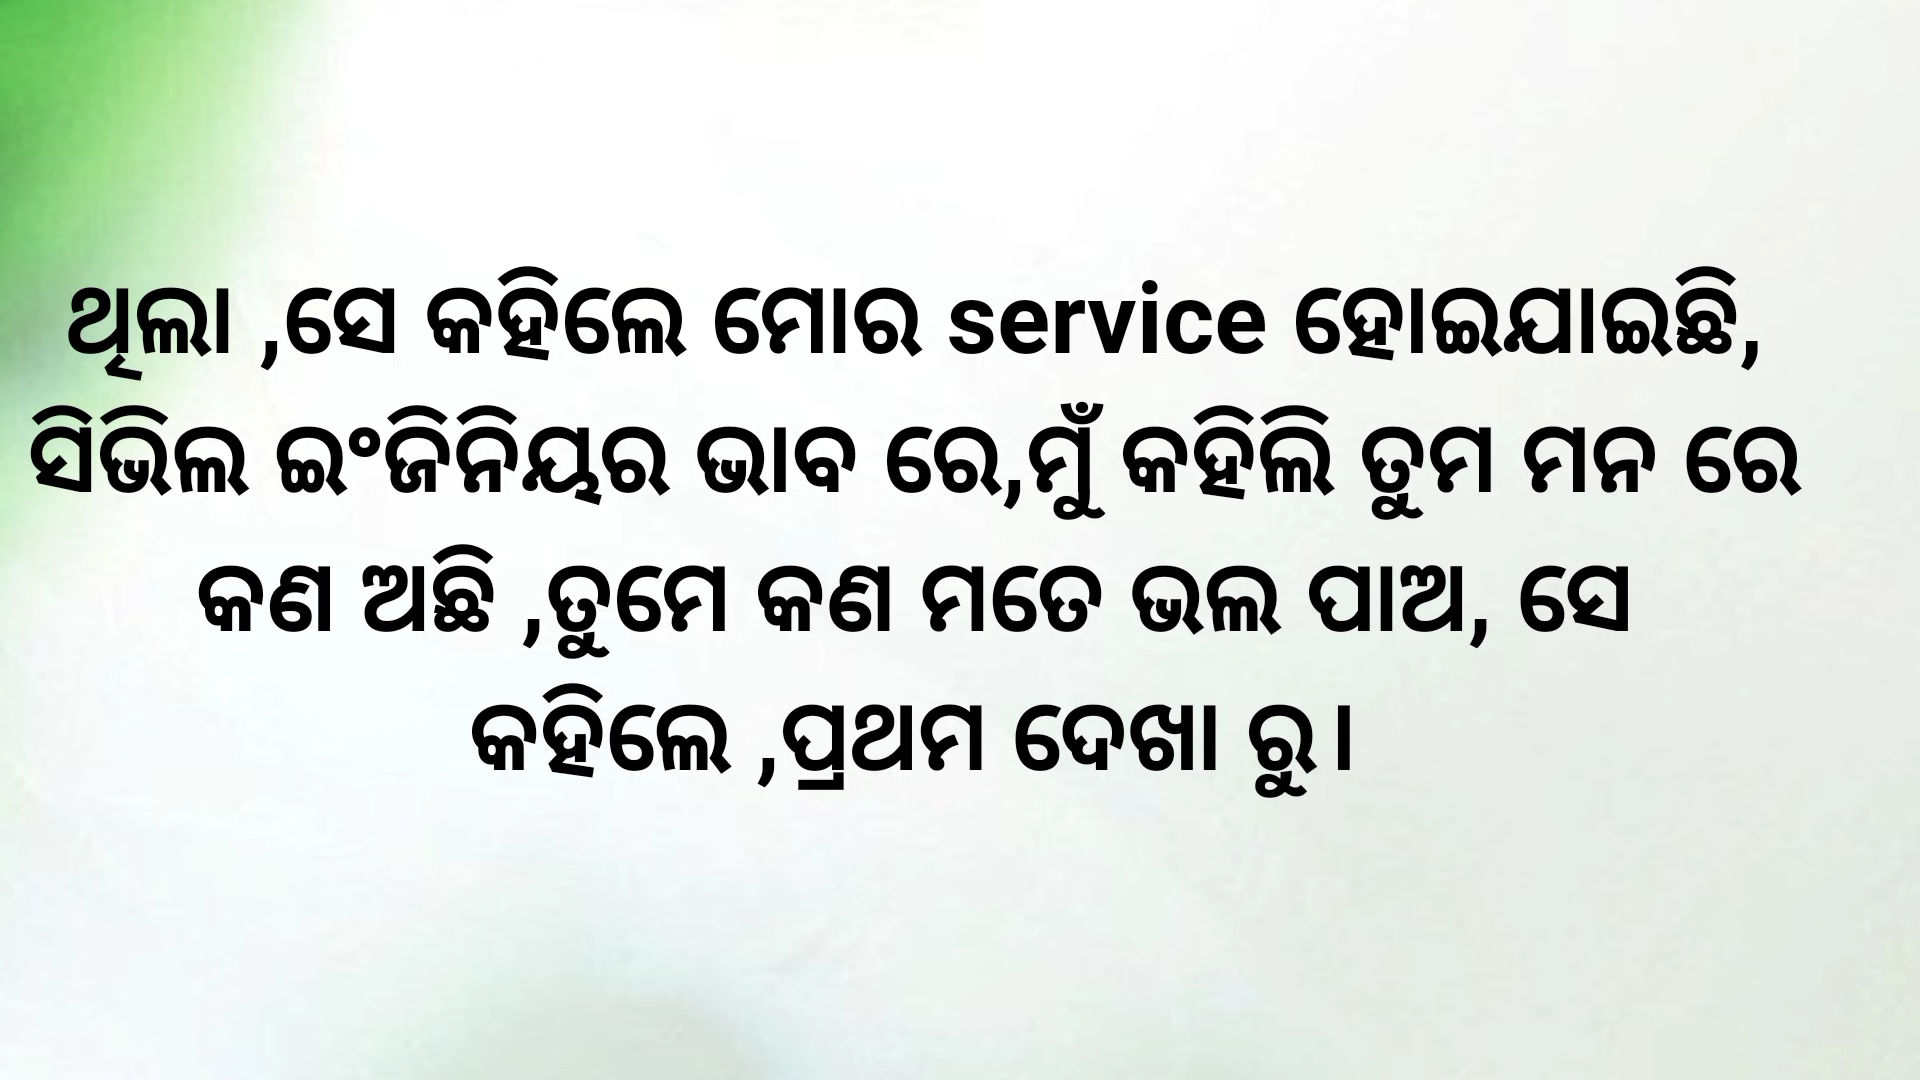 ଥିଲା ,ସେ କହିଲେ ମୋର service ହୋଇଯାଇଛି,
ସିଭିଲ ଇଂଜିନିୟର ଭାବ ରେ,ମୁଁ କହିଲି ତୁମ ମନ ରେ
କଣ ଅଛି ,ତୁମେ କଣ ମତେ ଭଲ ପାଅ, ସେ
କହିଲେ ,ପ୍ରଥମ ଦେଖା ରୁ।